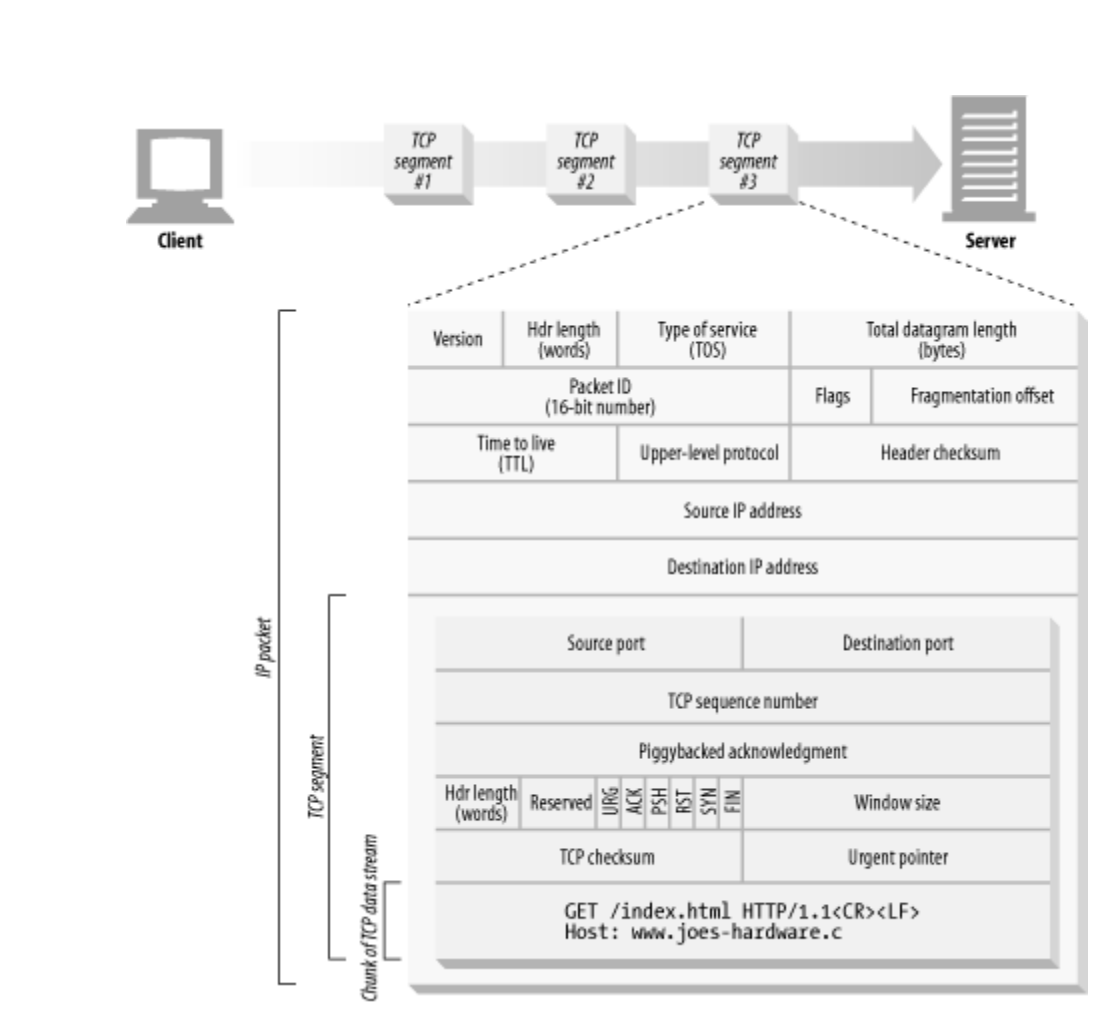 TCP
segment
#1
TCP
segment
#2
TCP
segment
#3
Client
Server
Version
Hdr length
(words)
Type of service
(TOS)
Total datagram length
(bytes)
Packet ID
(16-bit number)
Flags
Fragmentation offset
Time to live
(TTL)
Upper-level protocol
Header checksum
Source IP address
Destination IP address
IP packet
TCP segment
Source port
Destination port
TCP sequence number
Piggybacked acknowledgment
Hdr length
(words)
Reserved
URG
ACK
PSH
RST
SYN
FIN
Window size
TCP checksum
Urgent pointer
Chunk of TCP data stream
GET /index.html HTTP/1.1<CR><LF>
Host: www.joes-hardware.c